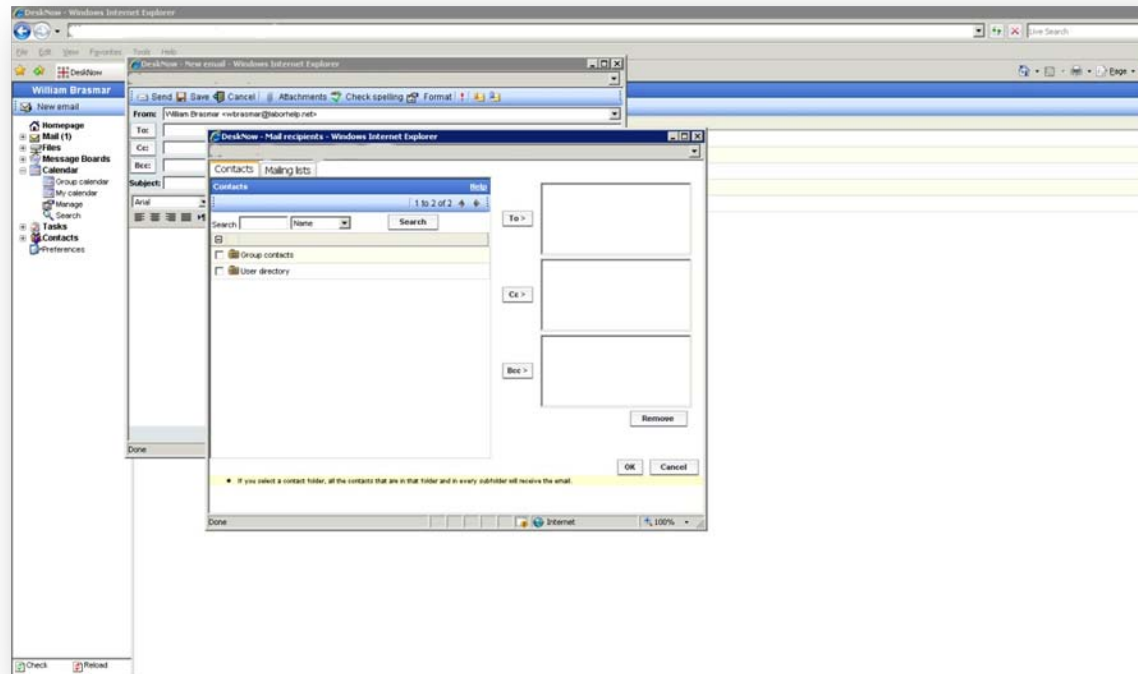 DeskNow - Windows Internet Explorer
Live Search
File Edit View Favorites Tools Help
DeskNow
Page
William Brasmar
New email
Homepage
Mail (1)
Files
Message Boards
Calendar
Group calendar
My calendar
Manage
Search
Tasks
Contacts
Preferences
Check Reload
DeskNow - New email - Windows Internet Explorer
Send Save Cancel Attachments Check spelling Format
From: William Brasmar <wbrasmar@laborhelp.net>
To:
Cc:
Bcc:
Subject:
Arial
Done
DeskNow - Mail recipients - Windows Internet Explorer
Contacts Mailing lists
Contacts Help
1 to 2 of 2
Search Name Search
Group contacts
User directory
To >
Cc >
Bcc >
Remove
OK Cancel
If you select a contact folder, all the contacts that are in that folder and in every subfolder will receive the email.
Done Internet 100%